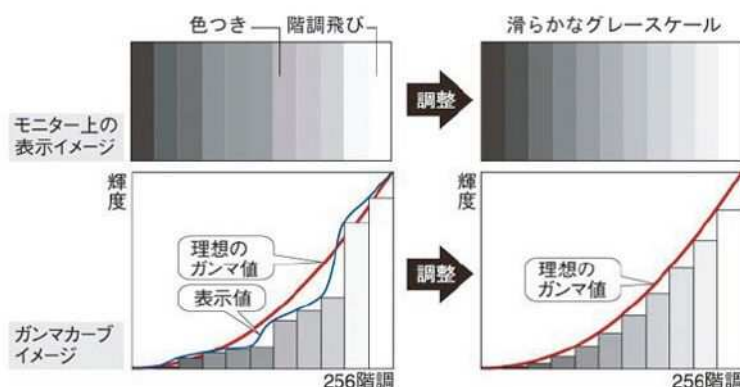 色つき
階調飛び
滑らかなグレースケール
モニター上の
表示イメージ
調整
輝度
理想の
ガンマ値
表示値
ガンマカーブ
イメージ
256階調
調整
輝度
理想の
ガンマ値
256階調